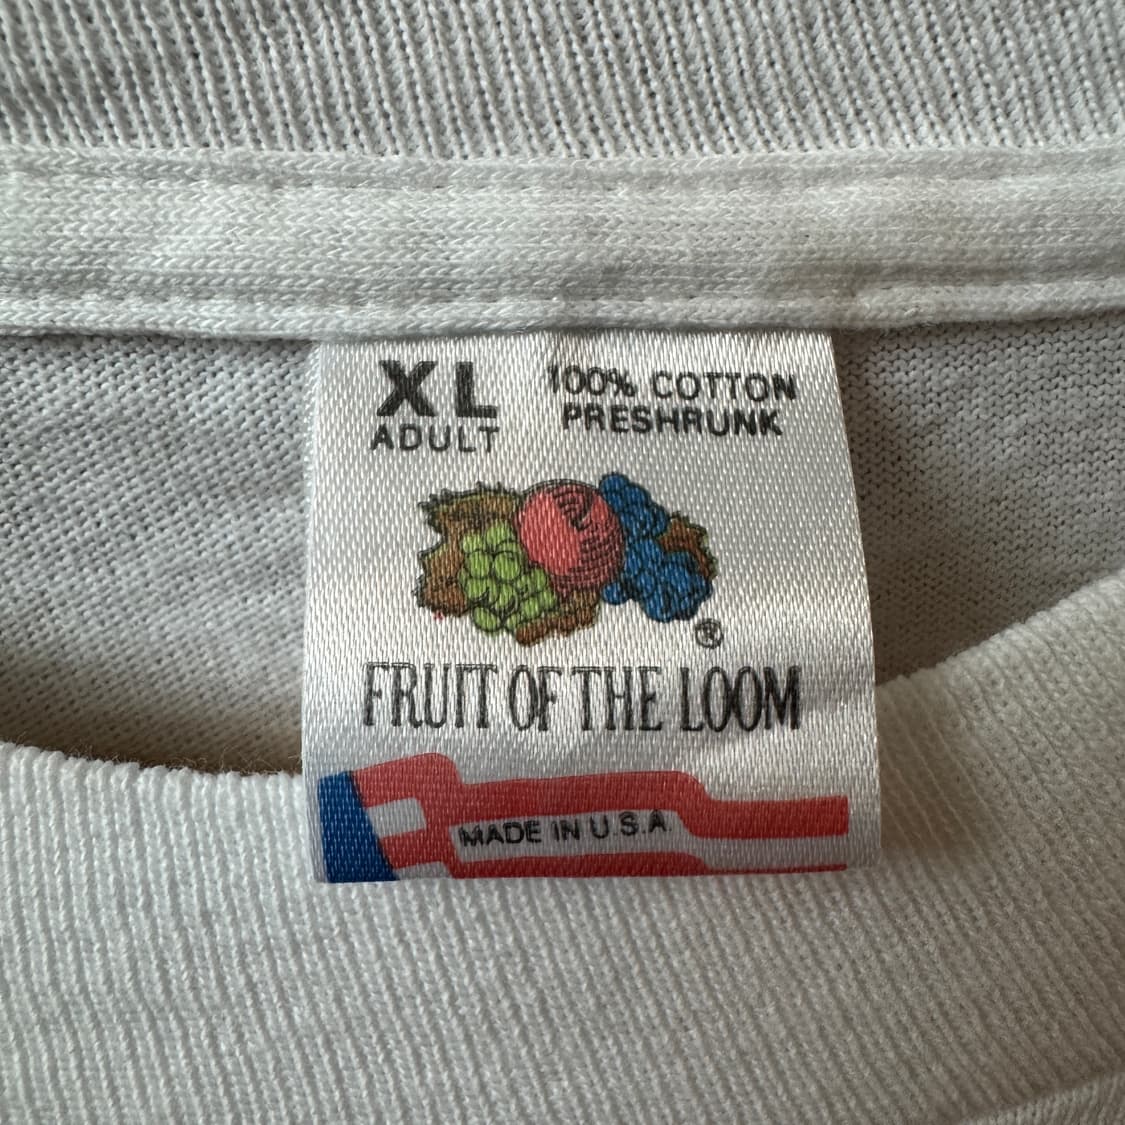 XL
ADULT
100% COTTON
PRESHRUNK
®
FRUIT OF THE LOOM
MADE IN U.S.A.